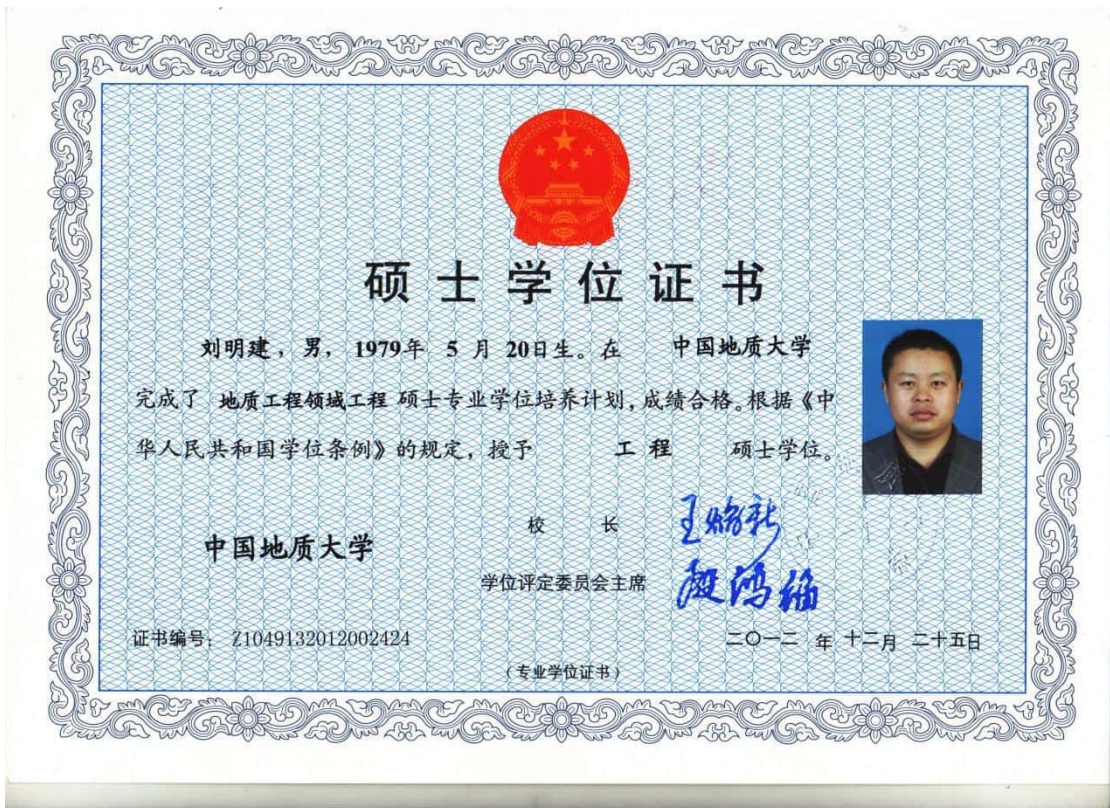 硕士学位证书
刘明建，男，1979年 5 月 20日生。在 中国地质大学
完成了 地质工程领域工程 硕士专业学位培养计划，成绩合格。根据《中
华人民共和国学位条例》的规定，授予 工程 硕士学位。
校 长 王焰新
中国地质大学
学位评定委员会主席 殷鸿福
证书编号：Z1049132012002424
二〇一二 年 十二月 二十五日
（专业学位证书）